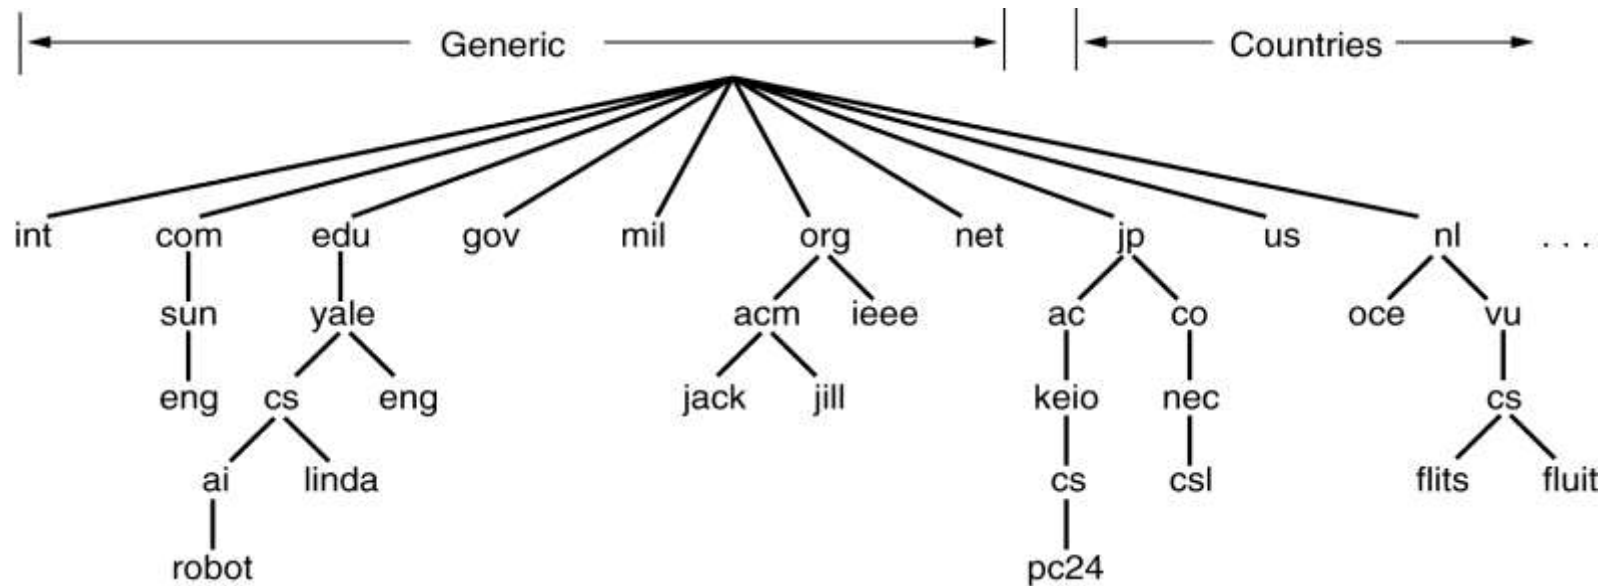 Generic Countries
int com edu gov mil org net jp us nl . . .
sun yale acm ieee ac co oce vu
eng cs eng jack jill keio nec cs
ai linda cs csl flits fluit
robot pc24